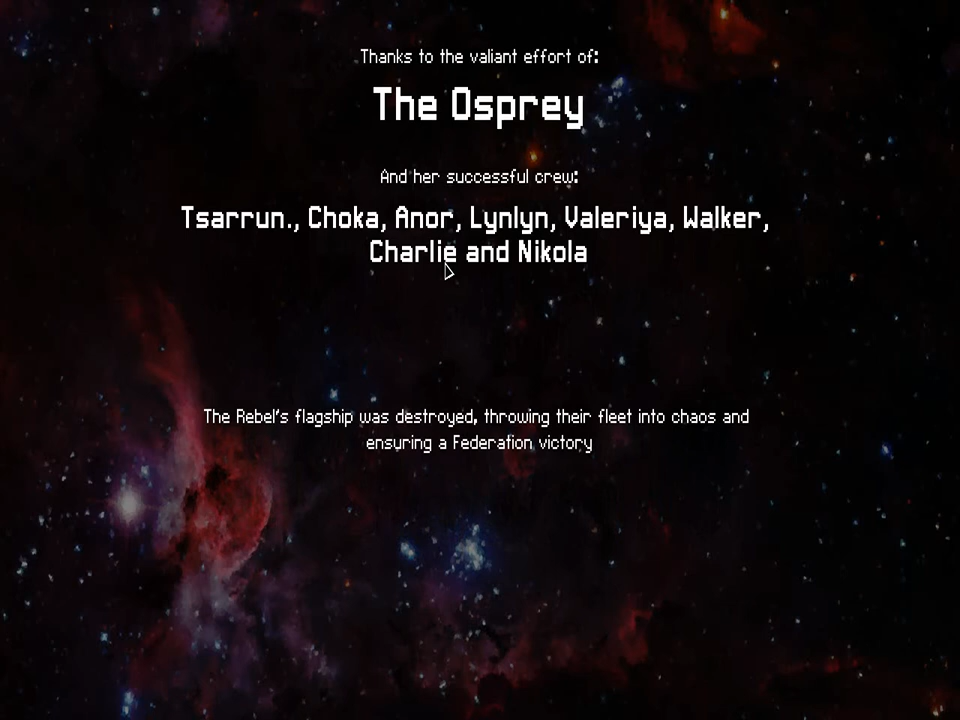 Thanks to the valiant effort of:
The Osprey
And her successful crew:
Tsarrun., Choka, Anor, Lynlyn, Valeriya, Walker,
Charlie and Nikola
The Rebel's flagship was destroyed, throwing their fleet into chaos and
ensuring a Federation victory